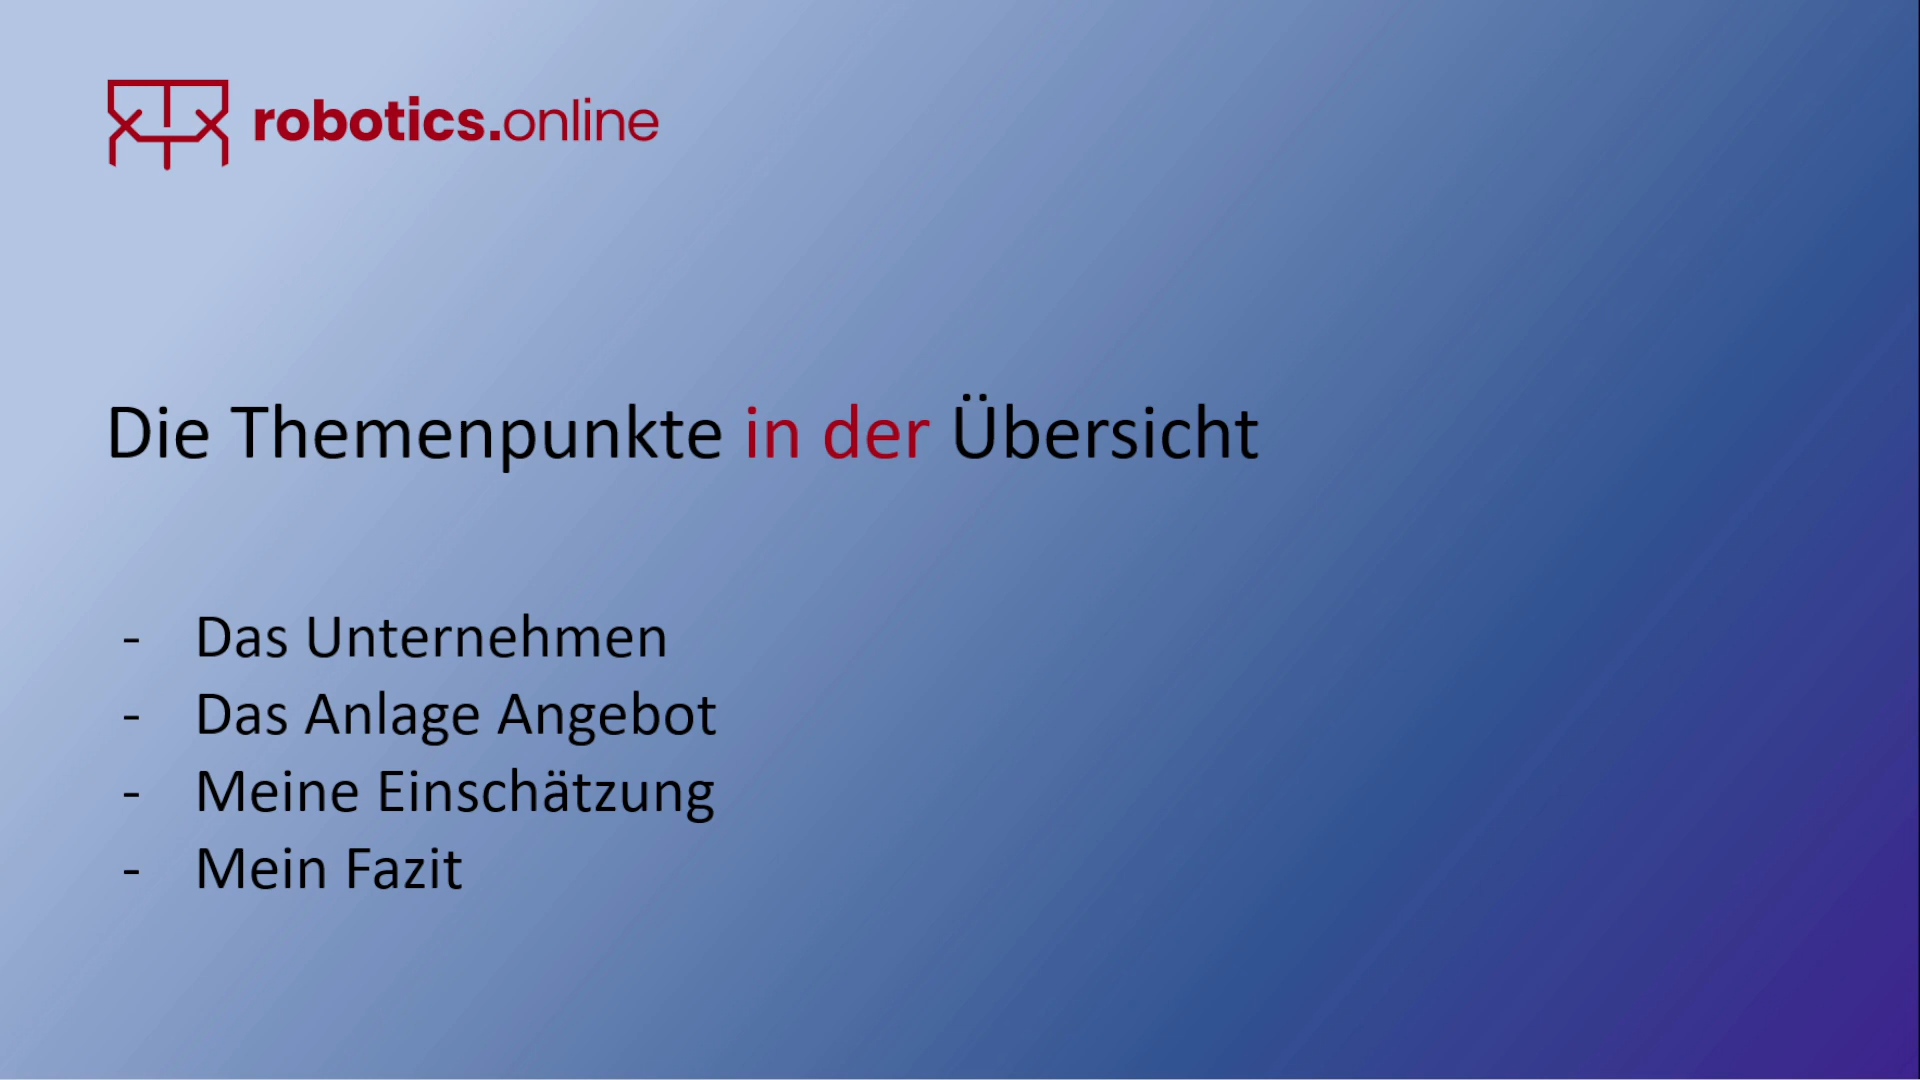 robotics.online
Die Themenpunkte in der Übersicht
- Das Unternehmen
- Das Anlage Angebot
- Meine Einschätzung
- Mein Fazit